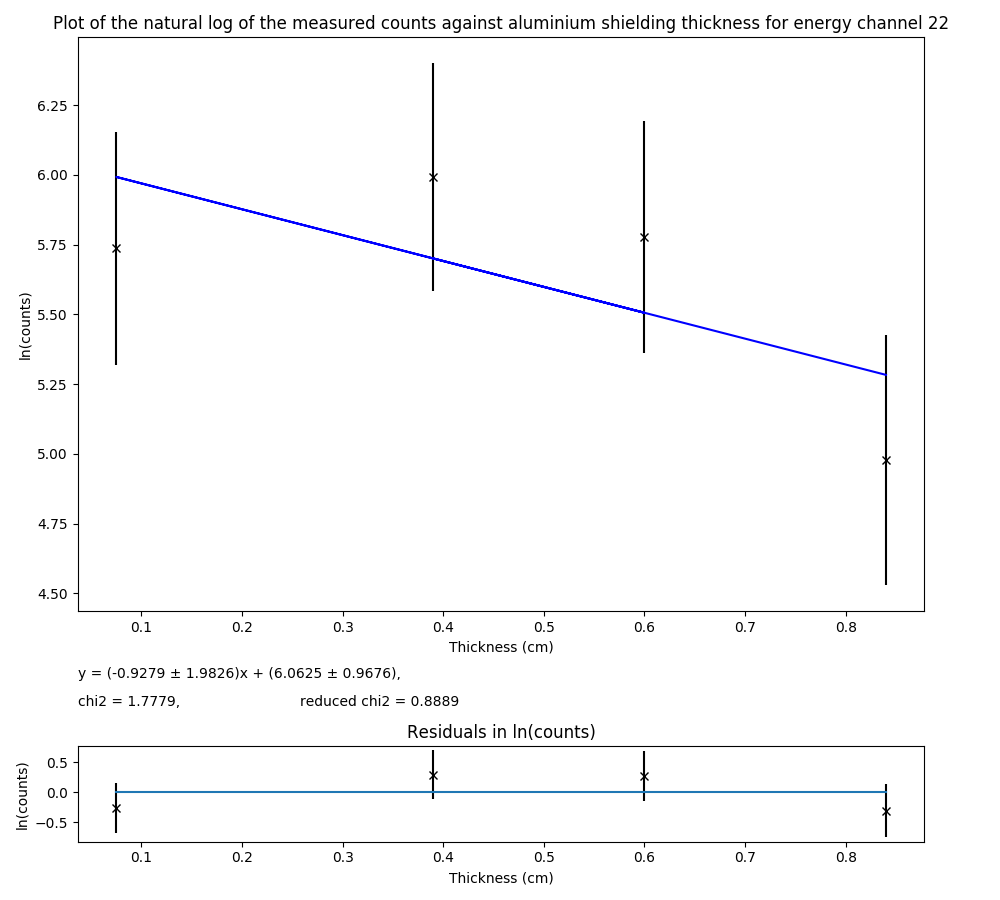 Plot of the natural log of the measured counts against aluminium shielding thickness for energy channel 22
6.25
6.00
5.75
5.50
5.25
5.00
4.75
4.50
ln(counts)
0.1 0.2 0.3 0.4 0.5 0.6 0.7 0.8
Thickness (cm)
y = (-0.9279 ± 1.9826)x + (6.0625 ± 0.9676),
chi2 = 1.7779, reduced chi2 = 0.8889
Residuals in ln(counts)
0.5
0.0
−0.5
ln(counts)
0.1 0.2 0.3 0.4 0.5 0.6 0.7 0.8
Thickness (cm)